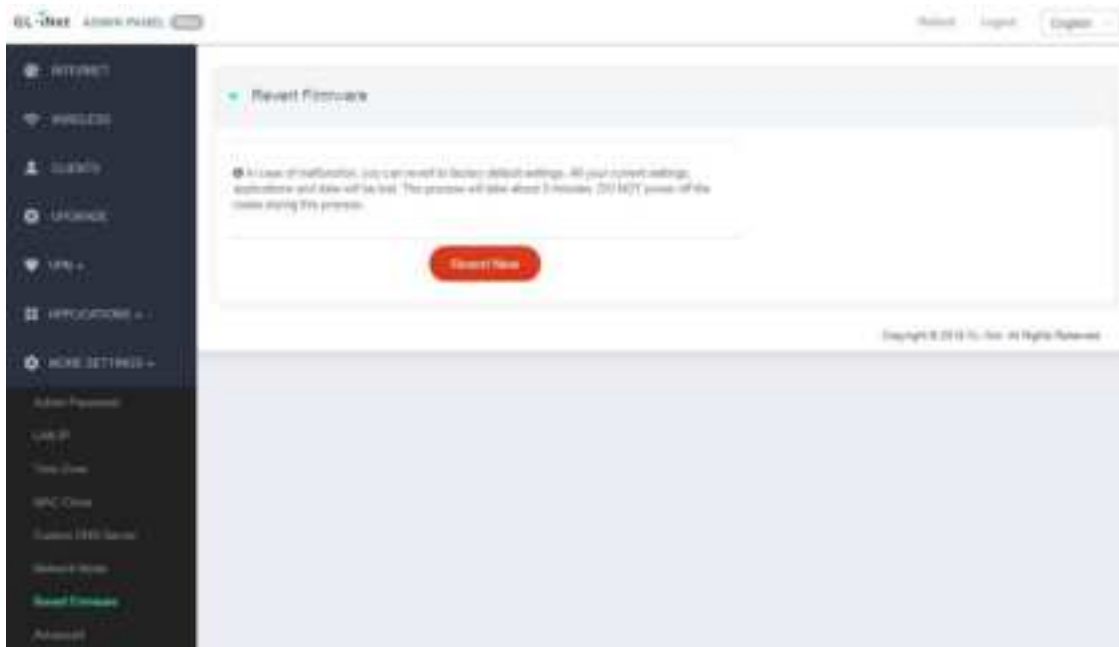 GL·iNet ADMIN PANEL
Reboot Logout English
INTERNET
Revert Firmware
WIRELESS
CLIENTS
In case of malfunction, you can revert to factory default settings. All your current settings,
applications and data will be lost. The process will take about 3 minutes. DO NOT power off the
router during this process.
UPGRADE
VPN
Revert Now
APPLICATIONS
Copyright © GL·iNet. All Rights Reserved
MORE SETTINGS
Admin Password
LAN IP
Time Zone
MAC Clone
Custom DNS Server
Network Mode
Revert Firmware
Advanced